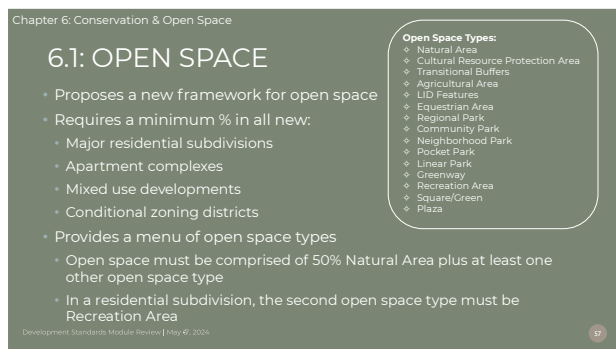 Chapter 6: Conservation & Open Space
6.1: OPEN SPACE
• Proposes a new framework for open space
• Requires a minimum % in all new:
• Major residential subdivisions
• Apartment complexes
• Mixed use developments
• Conditional zoning districts
• Provides a menu of open space types
• Open space must be comprised of 50% Natural Area plus at least one
other open space type
• In a residential subdivision, the second open space type must be
Recreation Area
Open Space Types:
✧ Natural Area
✧ Cultural Resource Protection Area
✧ Transitional Buffers
✧ Agricultural Area
✧ LID Features
✧ Equestrian Area
✧ Regional Park
✧ Community Park
✧ Neighborhood Park
✧ Pocket Park
✧ Linear Park
✧ Greenway
✧ Recreation Area
✧ Square/Green
✧ Plaza
Development Standards Module Review | May 2024
57